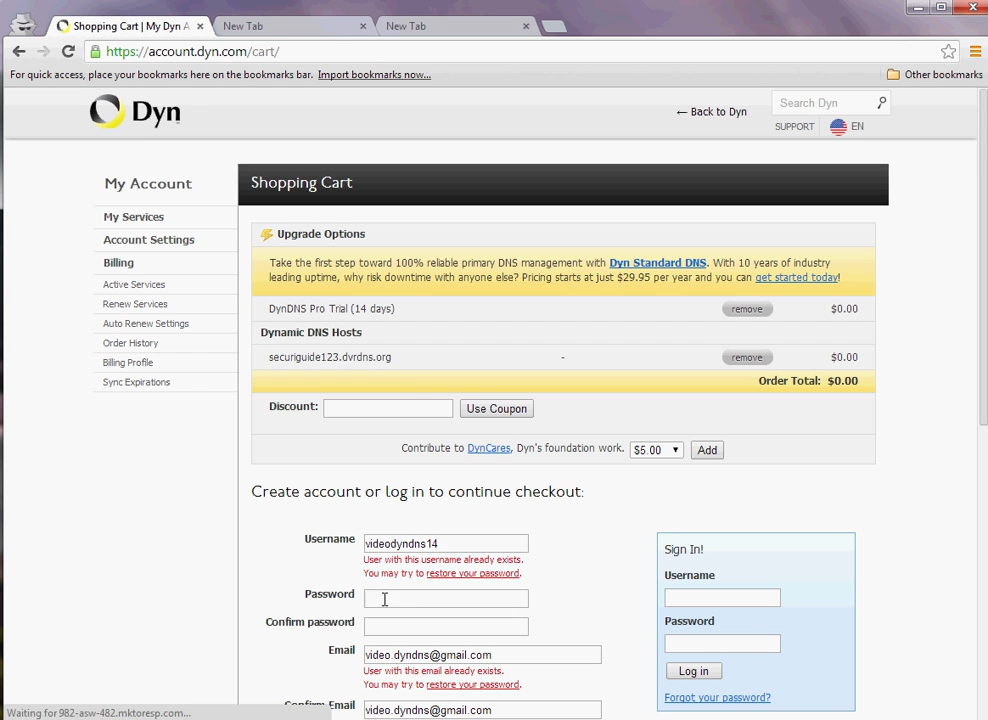 Shopping Cart | My Dyn A
New Tab
New Tab
https://account.dyn.com/cart/
For quick access, place your bookmarks here on the bookmarks bar. Import bookmarks now...
Other bookmarks
Dyn
← Back to Dyn
Search Dyn
SUPPORT
EN
My Account
My Services
Account Settings
Billing
Active Services
Renew Services
Auto Renew Settings
Order History
Billing Profile
Sync Expirations
Shopping Cart
Upgrade Options
Take the first step toward 100% reliable primary DNS management with Dyn Standard DNS. With 10 years of industry
leading uptime, why risk downtime with anyone else? Pricing starts at just $29.95 per year and you can get started today!
DynDNS Pro Trial (14 days) remove $0.00
Dynamic DNS Hosts
securiguide123.dvrdns.org - remove $0.00
Order Total: $0.00
Discount: Use Coupon
Contribute to DynCares, Dyn's foundation work. $5.00 Add
Create account or log in to continue checkout:
Username videodyndns14
User with this username already exists.
You may try to restore your password.
Password
Confirm password
Email video.dyndns@gmail.com
User with this email already exists.
You may try to restore your password.
Confirm Email video.dyndns@gmail.com
Sign In!
Username
Password
Log in
Forgot your password?
Waiting for 982-asw-482.mktoresp.com...